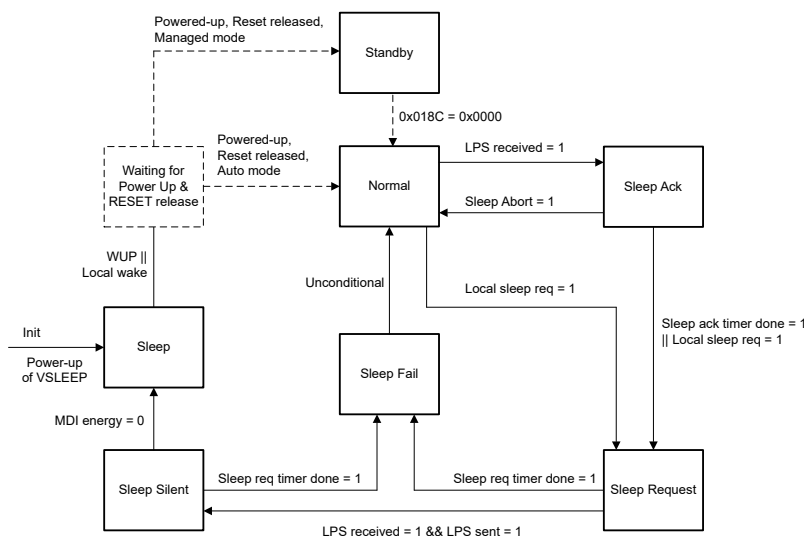 Powered-up, Reset released,
Managed mode
Standby
0x018C = 0x0000
Powered-up,
Reset released,
Auto mode
LPS received = 1
Waiting for
Power Up &
RESET release
Normal
Sleep Ack
Sleep Abort = 1
WUP ||
Local wake
Unconditional
Local sleep req = 1
Init
Sleep
Sleep ack timer done = 1
|| Local sleep req = 1
Power-up
of VSLEEP
Sleep Fail
MDI energy = 0
Sleep Silent
Sleep req timer done = 1
Sleep req timer done = 1
Sleep Request
LPS received = 1 && LPS sent = 1